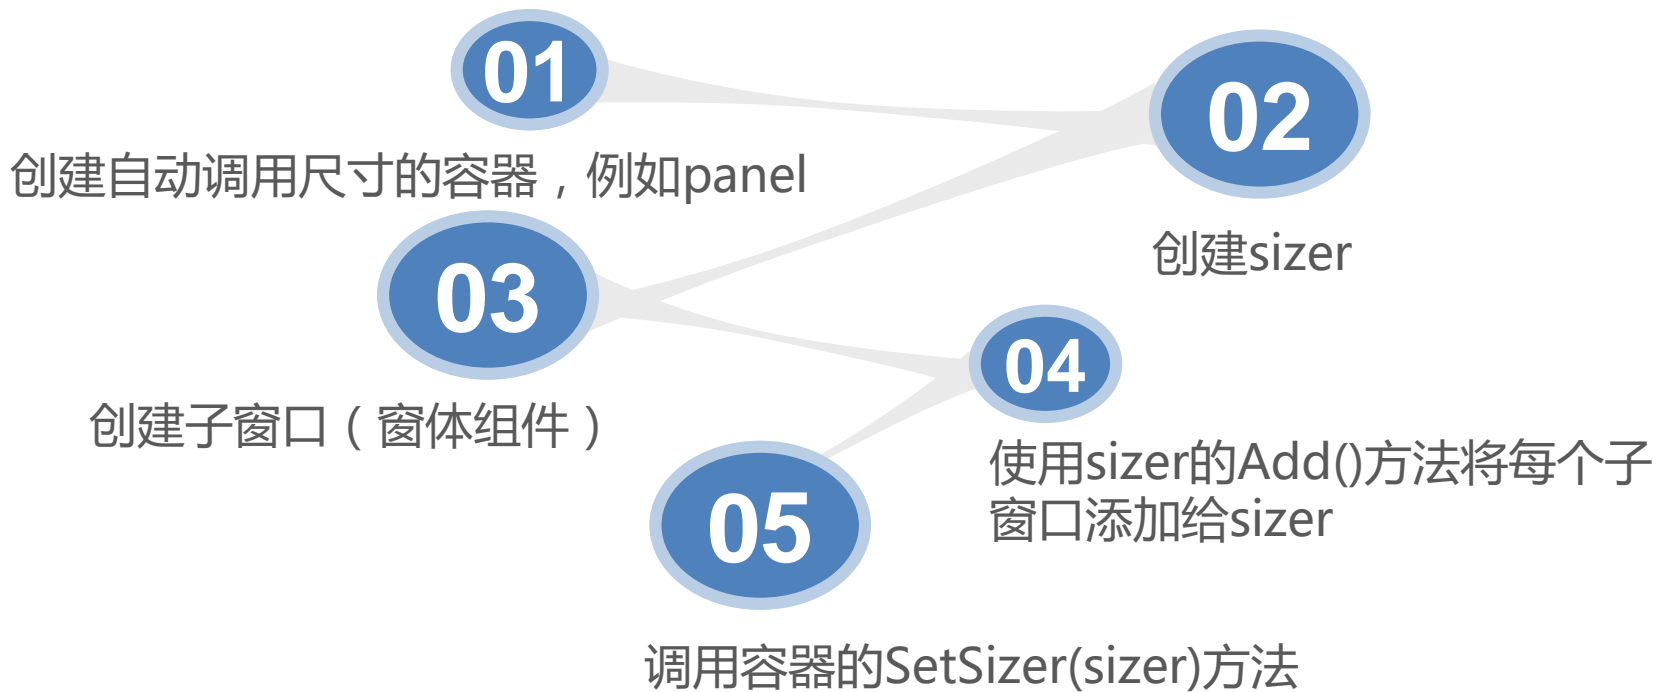 01
创建自动调用尺寸的容器，例如panel
02
创建sizer
03
创建子窗口（窗体组件）
04
使用sizer的Add()方法将每个子
窗口添加给sizer
05
调用容器的SetSizer(sizer)方法